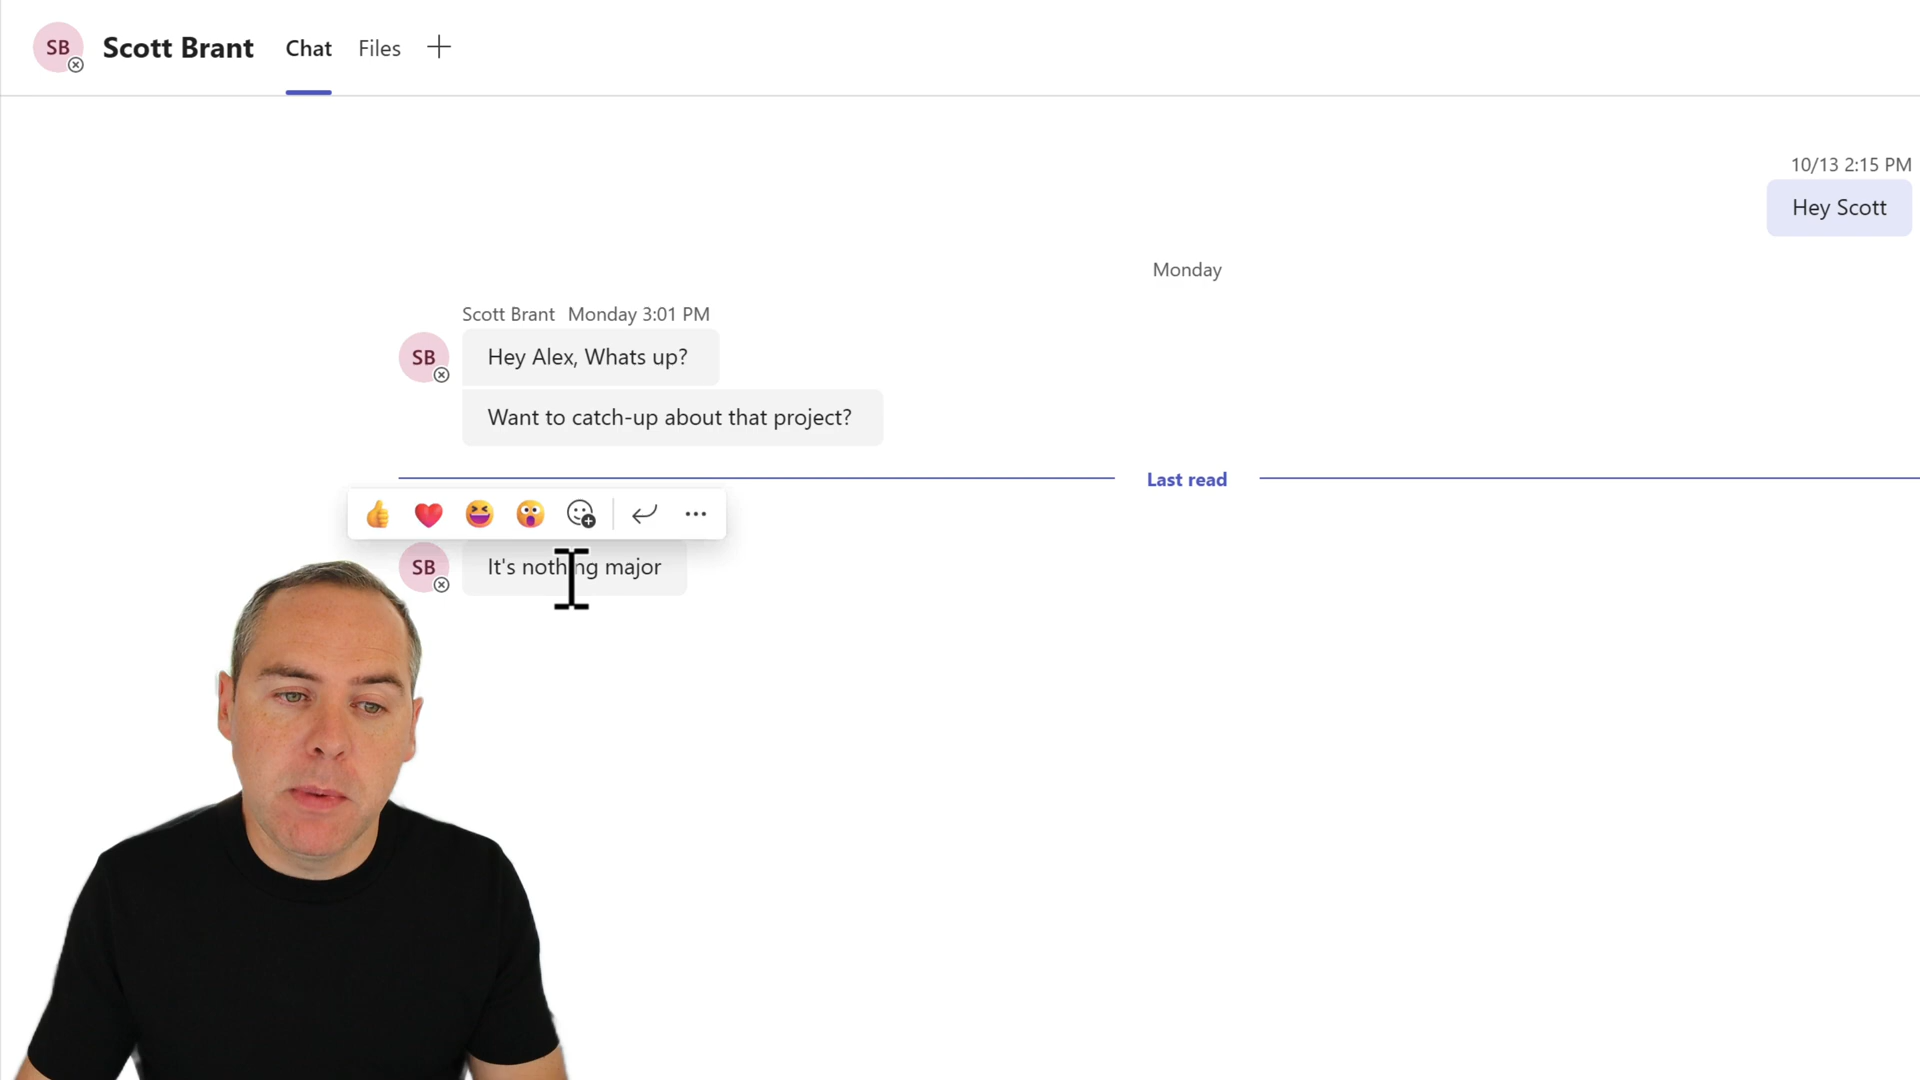 SB Scott Brant Chat Files
10/13 2:15 PM
Hey Scott
Monday
Scott Brant Monday 3:01 PM
SB Hey Alex, Whats up?
Want to catch-up about that project?
Last read
SB It's nothing major